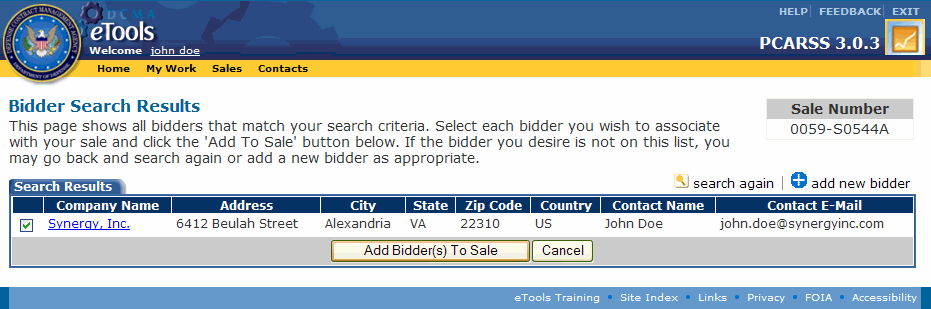 DCMA
eTools
Welcome john doe
HELP | FEEDBACK | EXIT
PCARSS 3.0.3
Home My Work Sales Contacts
Bidder Search Results
This page shows all bidders that match your search criteria. Select each bidder you wish to associate
with your sale and click the 'Add To Sale' button below. If the bidder you desire is not on this list, you
may go back and search again or add a new bidder as appropriate.
Sale Number
0059-S0544A
search again | add new bidder
Search Results
Company Name Address City State Zip Code Country Contact Name Contact E-Mail
Synergy, Inc. 6412 Beulah Street Alexandria VA 22310 US John Doe john.doe@synergyinc.com
Add Bidder(s) To Sale Cancel
eTools Training • Site Index • Links • Privacy • FOIA • Accessibility